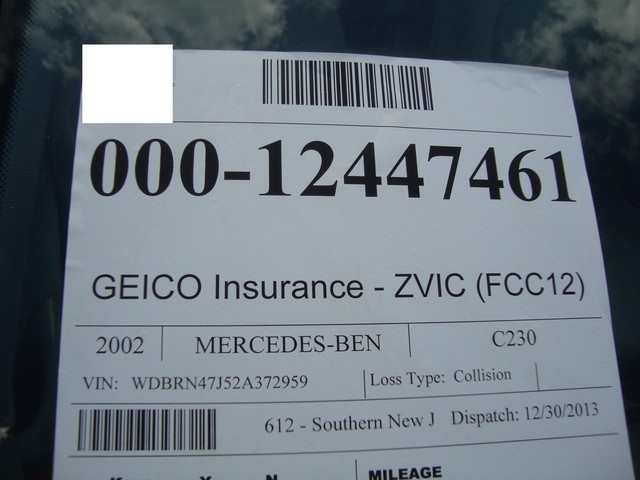 000-12447461
GEICO Insurance - ZVIC (FCC12)
2002 MERCEDES-BEN C230
VIN: WDBRN47J52A372959 Loss Type: Collision
612 - Southern New J Dispatch: 12/30/2013
K Y N MILEAGE